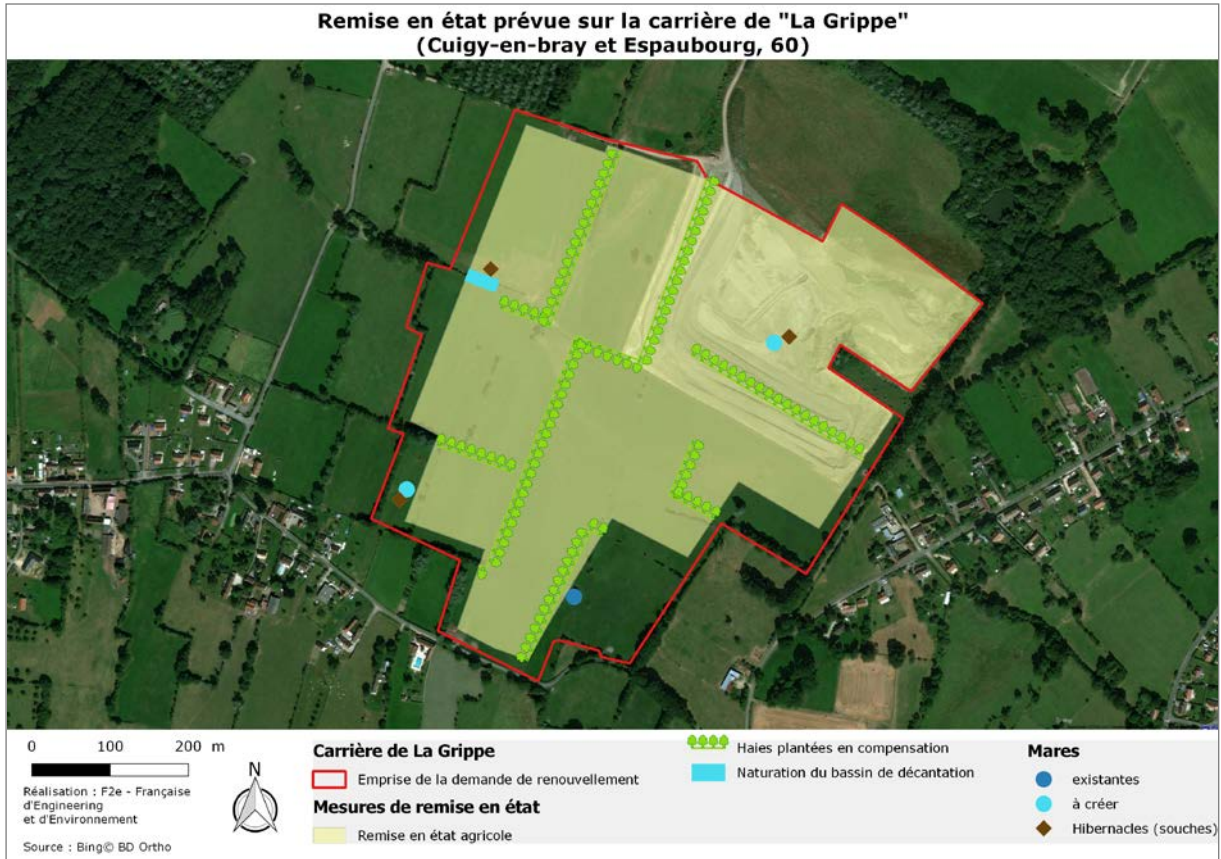 Remise en état prévue sur la carrière de "La Grippe"
(Cuigy-en-bray et Espaubourg, 60)
0 100 200 m
Réalisation : F2e - Française
d'Engineering
et d'Environnement
Source : Bing© BD Ortho
N
Carrière de La Grippe
Emprise de la demande de renouvellement
Mesures de remise en état
Remise en état agricole
Haies plantées en compensation
Naturation du bassin de décantation
Mares
existantes
à créer
Hibernacles (souches)